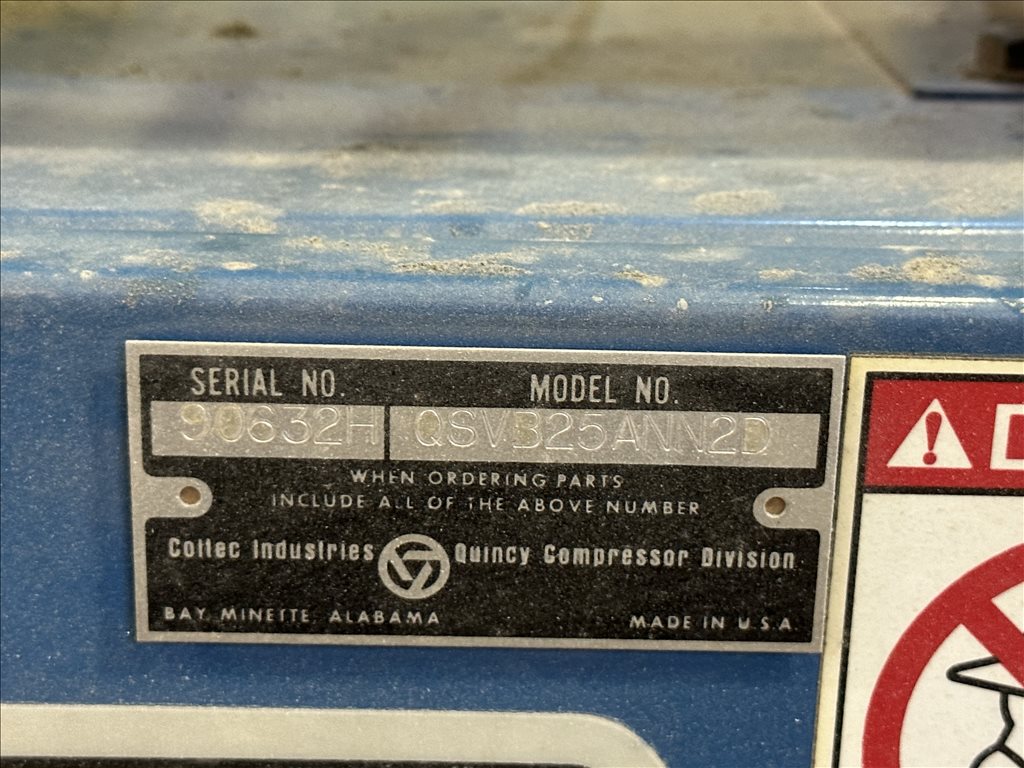 SERIAL NO. MODEL NO.
90632H QSVB25ANN2D
WHEN ORDERING PARTS
INCLUDE ALL OF THE ABOVE NUMBER
Coltec Industries Quincy Compressor Division
BAY MINETTE, ALABAMA MADE IN U.S.A.